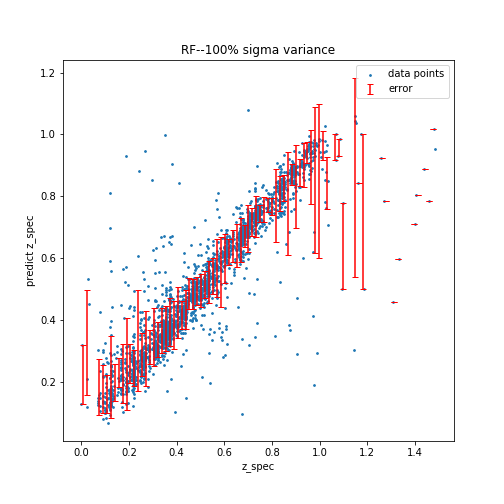 RF--100% sigma variance
data points
error
predict z_spec
1.2
1.0
0.8
0.6
0.4
0.2
0.0 0.2 0.4 0.6 0.8 1.0 1.2 1.4
z_spec